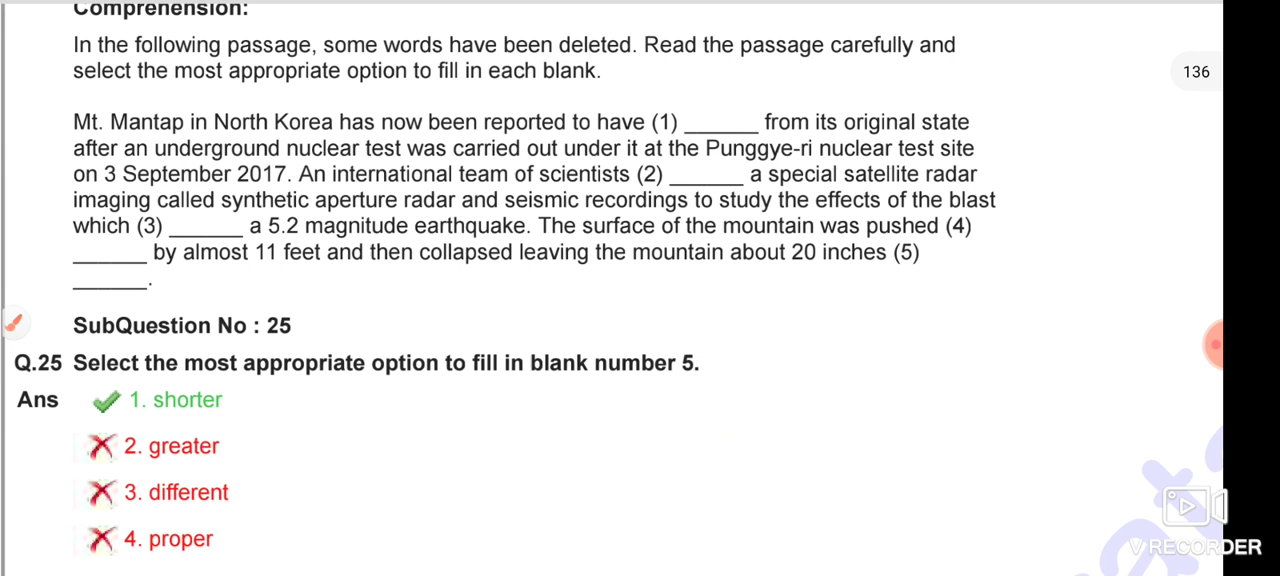 Comprehension:
In the following passage, some words have been deleted. Read the passage carefully and
select the most appropriate option to fill in each blank.
136
Mt. Mantap in North Korea has now been reported to have (1) ______ from its original state
after an underground nuclear test was carried out under it at the Punggye-ri nuclear test site
on 3 September 2017. An international team of scientists (2) ______ a special satellite radar
imaging called synthetic aperture radar and seismic recordings to study the effects of the blast
which (3) ______ a 5.2 magnitude earthquake. The surface of the mountain was pushed (4)
______ by almost 11 feet and then collapsed leaving the mountain about 20 inches (5)
______.
SubQuestion No : 25
Q.25 Select the most appropriate option to fill in blank number 5.
Ans 1. shorter
2. greater
3. different
4. proper
V RECORDER